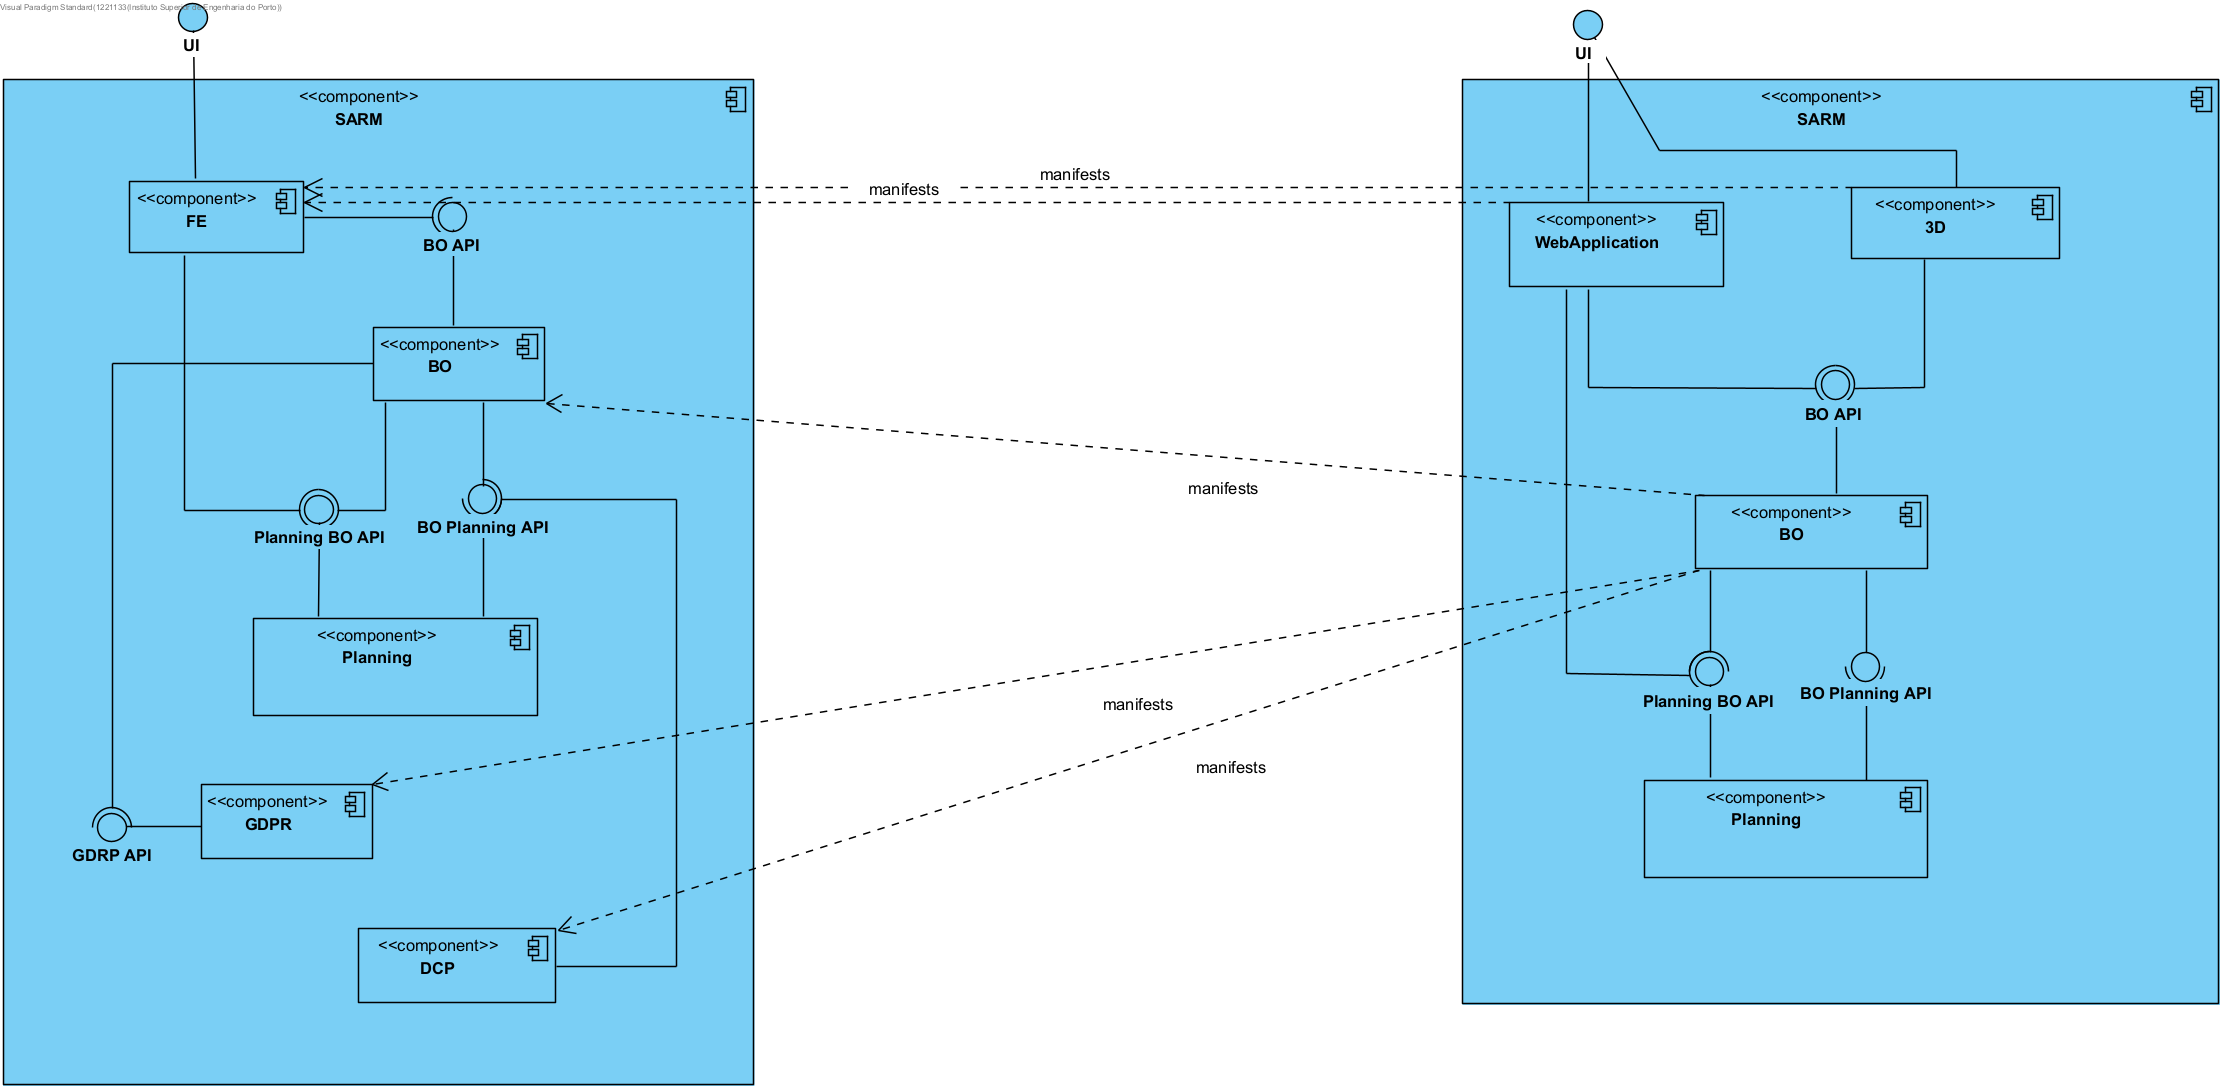 Visual Paradigm Standard(1221133(Instituto Superior de Engenharia do Porto))
UI
<<component>>
SARM
<<component>>
FE
BO API
<<component>>
BO
Planning BO API
BO Planning API
<<component>>
Planning
<<component>>
GDPR
GDRP API
<<component>>
DCP
manifests
manifests
manifests
manifests
manifests
UI
<<component>>
SARM
<<component>>
WebApplication
<<component>>
3D
BO API
<<component>>
BO
Planning BO API
BO Planning API
<<component>>
Planning